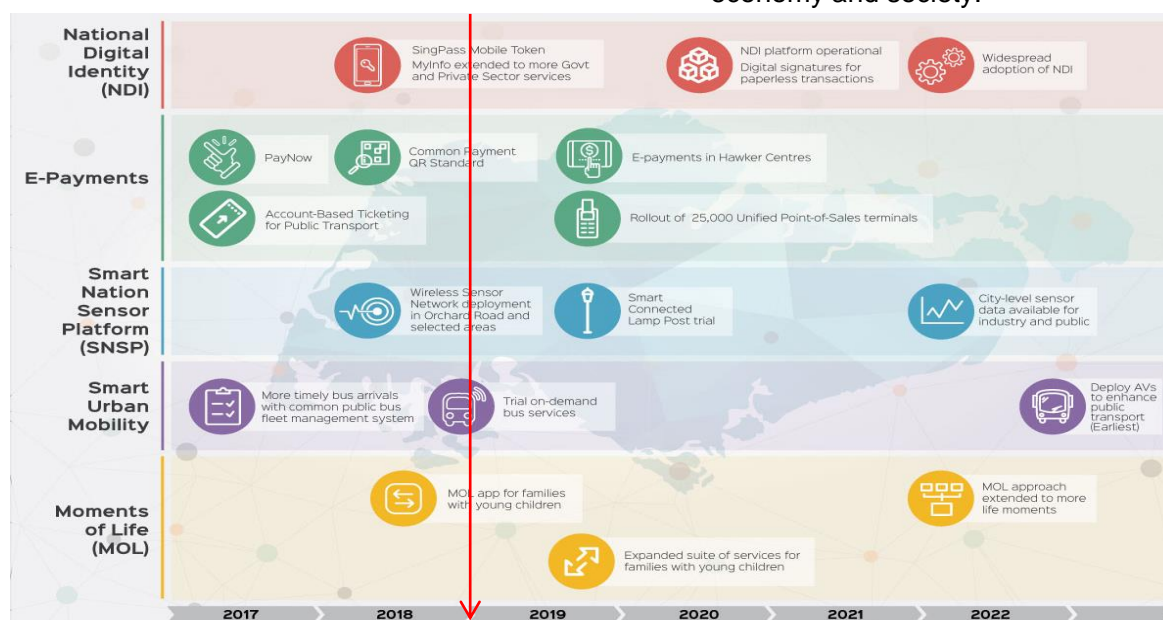 economy and society.
National
Digital
Identity
(NDI)
SingPass Mobile Token
MyInfo extended to more Govt
and Private Sector services
NDI platform operational
Digital signatures for
paperless transactions
Widespread
adoption of NDI
E-Payments
PayNow
Common Payment
QR Standard
E-payments in Hawker Centres
Account-Based Ticketing
for Public Transport
Rollout of 25,000 Unified Point-of-Sales terminals
Smart
Nation
Sensor
Platform
(SNSP)
Wireless Sensor
Network deployment
in Orchard Road and
selected areas
Smart
Connected
Lamp Post trial
City-level sensor
data available for
industry and public
Smart
Urban
Mobility
More timely bus arrivals
with common public bus
fleet management system
Trial on-demand
bus services
Deploy AVs
to enhance
public
transport
(Earliest)
Moments
of Life
(MOL)
MOL app for families
with young children
MOL approach
extended to more
life moments
Expanded suite of services for
families with young children
2017 2018 2019 2020 2021 2022